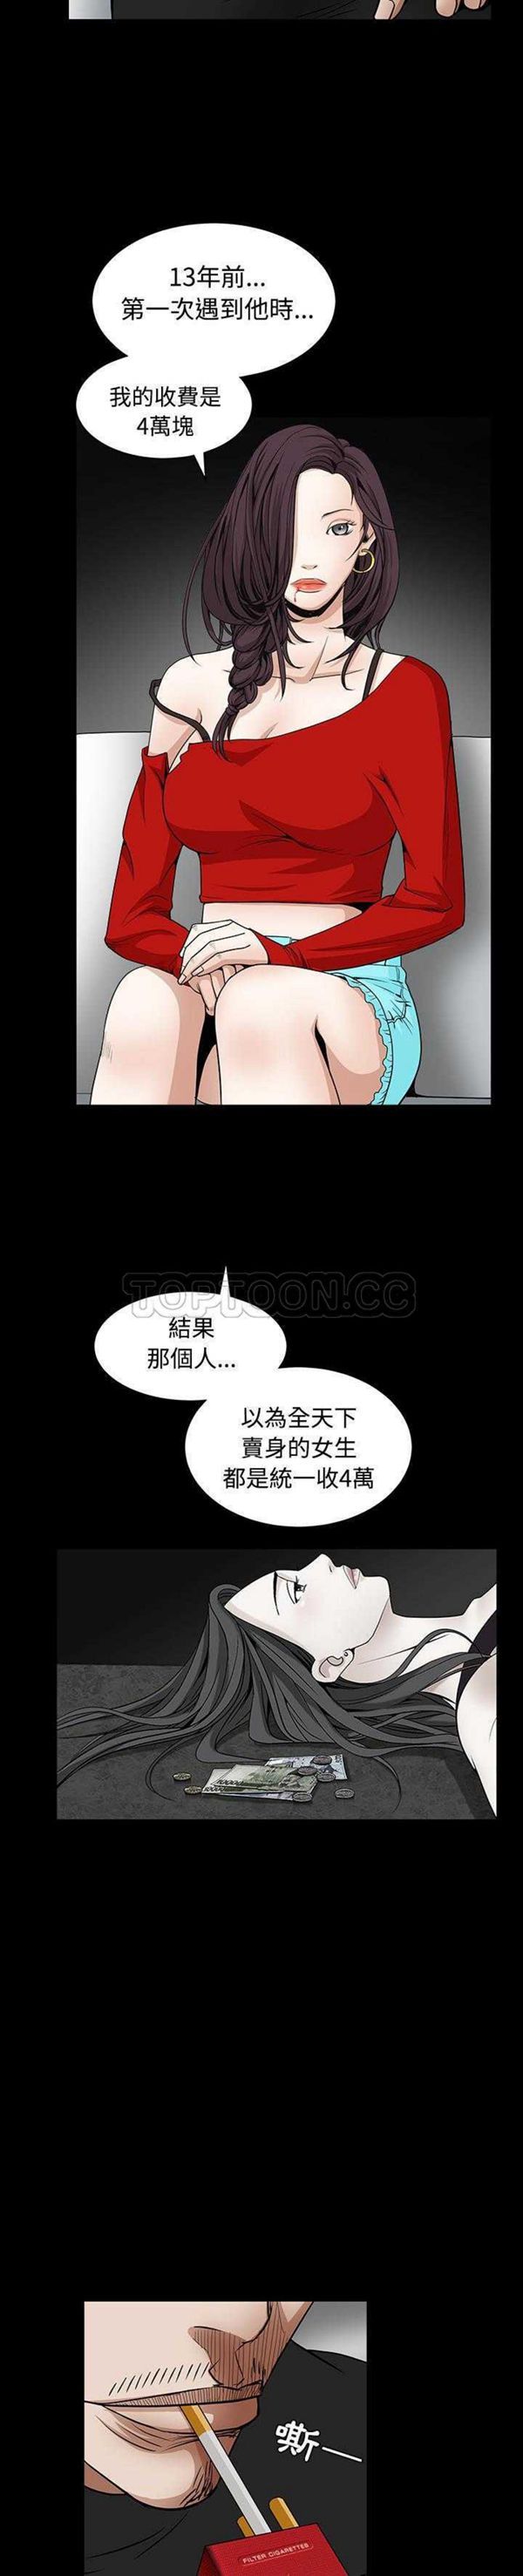 13年前...
第一次遇到他時...
我的收費是
4萬塊
TOPTOON.CC
結果
那個人...
以為全天下
賣身的女生
都是統一收4萬
嘶——
FILTER CIGARETTES